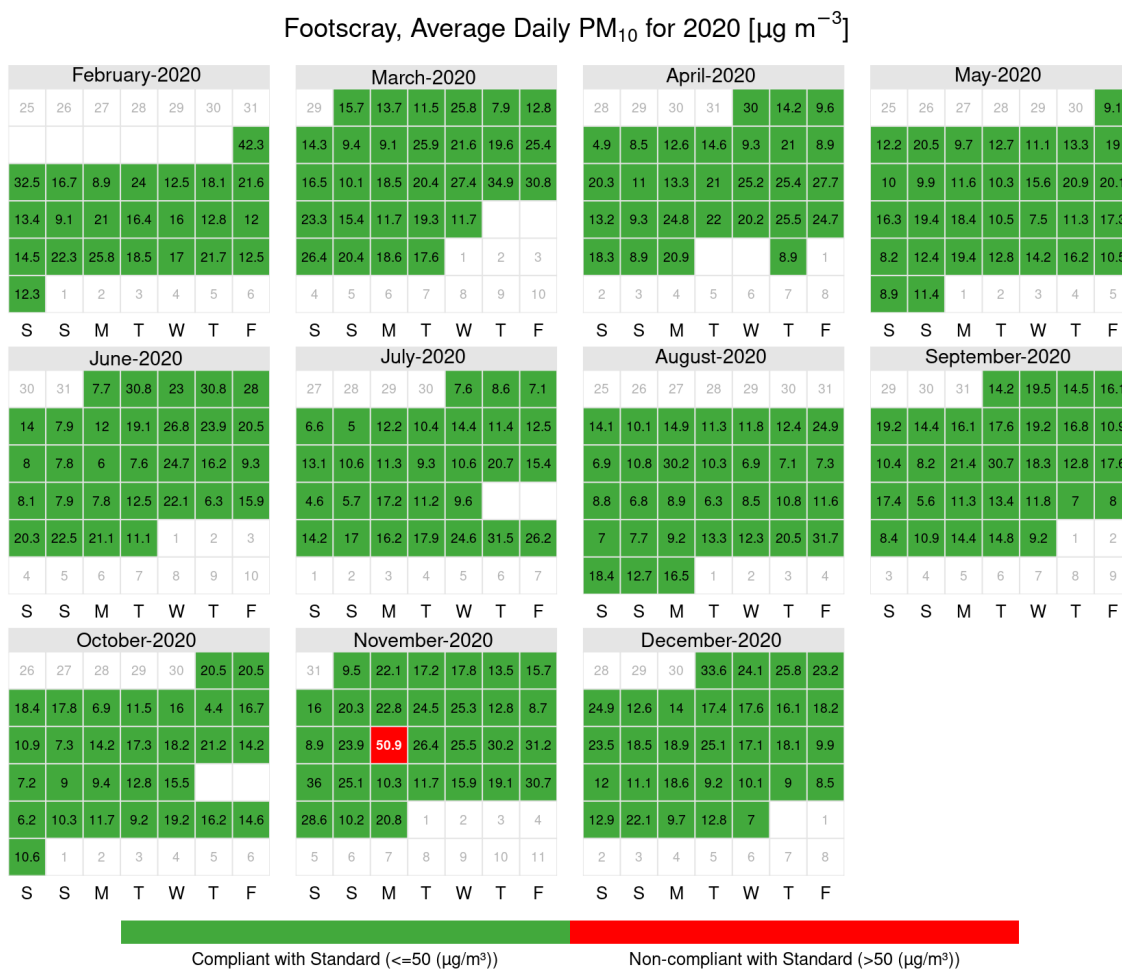 Footscray, Average Daily PM₁₀ for 2020 [µg m⁻³]
February-2020
25 26 27 28 29 30 31
42.3
32.5 16.7 8.9 24 12.5 18.1 21.6
13.4 9.1 21 16.4 16 12.8 12
14.5 22.3 25.8 18.5 17 21.7 12.5
12.3 1 2 3 4 5 6
S S M T W T F
March-2020
29 15.7 13.7 11.5 25.8 7.9 12.8
14.3 9.4 9.1 25.9 21.6 19.6 25.4
16.5 10.1 18.5 20.4 27.4 34.9 30.8
23.3 15.4 11.7 19.3 11.7
26.4 20.4 18.6 17.6 1 2 3
4 5 6 7 8 9 10
S S M T W T F
April-2020
28 29 30 31 30 14.2 9.6
4.9 8.5 12.6 14.6 9.3 21 8.9
20.3 11 13.3 21 25.2 25.4 27.7
13.2 9.3 24.8 22 20.2 25.5 24.7
18.3 8.9 20.9 8.9 1
2 3 4 5 6 7 8
S S M T W T F
May-2020
25 26 27 28 29 30 9.1
12.2 20.5 9.7 12.7 11.1 13.3 19
10 9.9 11.6 10.3 15.6 20.9 20.1
16.3 19.4 18.4 10.5 7.5 11.3 17.3
8.2 12.4 19.4 12.8 14.2 16.2 10.5
8.9 11.4 1 2 3 4 5
S S M T W T F
June-2020
30 31 7.7 30.8 23 30.8 28
14 7.9 12 19.1 26.8 23.9 20.5
8 7.8 6 7.6 24.7 16.2 9.3
8.1 7.9 7.8 12.5 22.1 6.3 15.9
20.3 22.5 21.1 11.1 1 2 3
4 5 6 7 8 9 10
S S M T W T F
July-2020
27 28 29 30 7.6 8.6 7.1
6.6 5 12.2 10.4 14.4 11.4 12.5
13.1 10.6 11.3 9.3 10.6 20.7 15.4
4.6 5.7 17.2 11.2 9.6
14.2 17 16.2 17.9 24.6 31.5 26.2
1 2 3 4 5 6 7
S S M T W T F
August-2020
25 26 27 28 29 30 31
14.1 10.1 14.9 11.3 11.8 12.4 24.9
6.9 10.8 30.2 10.3 6.9 7.1 7.3
8.8 6.8 8.9 6.3 8.5 10.8 11.6
7 7.7 9.2 13.3 12.3 20.5 31.7
18.4 12.7 16.5 1 2 3 4
S S M T W T F
September-2020
29 30 31 14.2 19.5 14.5 16.1
19.2 14.4 16.1 17.6 19.2 16.8 10.9
10.4 8.2 21.4 30.7 18.3 12.8 17.6
17.4 5.6 11.3 13.4 11.8 7 8
8.4 10.9 14.4 14.8 9.2 1 2
3 4 5 6 7 8 9
S S M T W T F
October-2020
26 27 28 29 30 20.5 20.5
18.4 17.8 6.9 11.5 16 4.4 16.7
10.9 7.3 14.2 17.3 18.2 21.2 14.2
7.2 9 9.4 12.8 15.5
6.2 10.3 11.7 9.2 19.2 16.2 14.6
10.6 1 2 3 4 5 6
S S M T W T F
November-2020
31 9.5 22.1 17.2 17.8 13.5 15.7
16 20.3 22.8 24.5 25.3 12.8 8.7
8.9 23.9 50.9 26.4 25.5 30.2 31.2
36 25.1 10.3 11.7 15.9 19.1 30.7
28.6 10.2 20.8 1 2 3 4
5 6 7 8 9 10 11
S S M T W T F
December-2020
28 29 30 33.6 24.1 25.8 23.2
24.9 12.6 14 17.4 17.6 16.1 18.2
23.5 18.5 18.9 25.1 17.1 18.1 9.9
12 11.1 18.6 9.2 10.1 9 8.5
12.9 22.1 9.7 12.8 7 1
2 3 4 5 6 7 8
S S M T W T F
Compliant with Standard (<=50 (µg/m³)) Non-compliant with Standard (>50 (µg/m³))